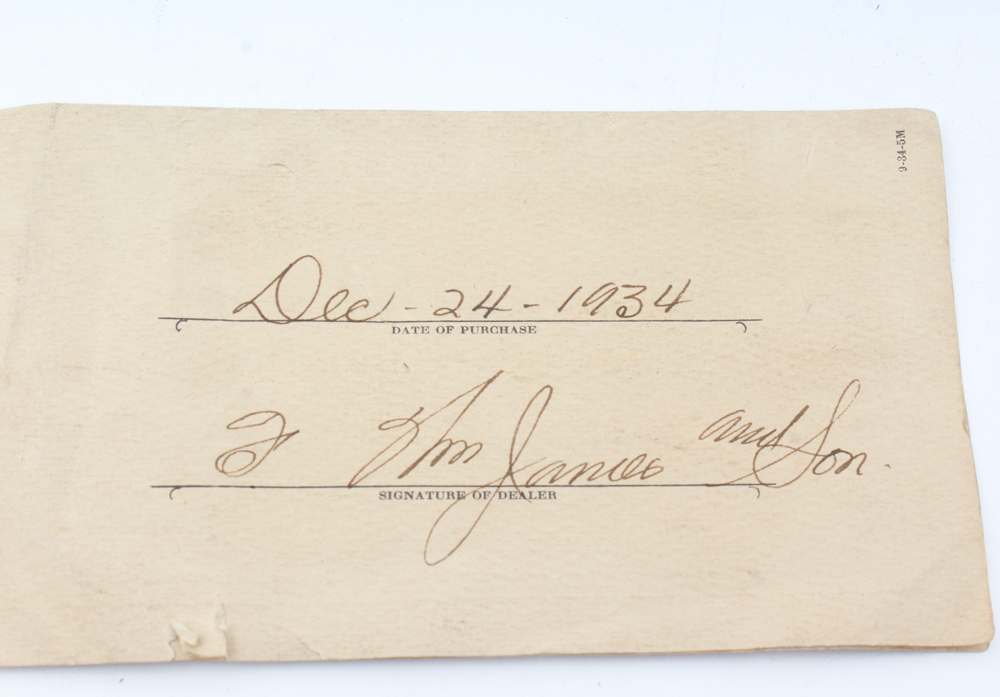 9-34-5M
Dec - 24 - 1934
DATE OF PURCHASE
F Wm James and Son.
SIGNATURE OF DEALER